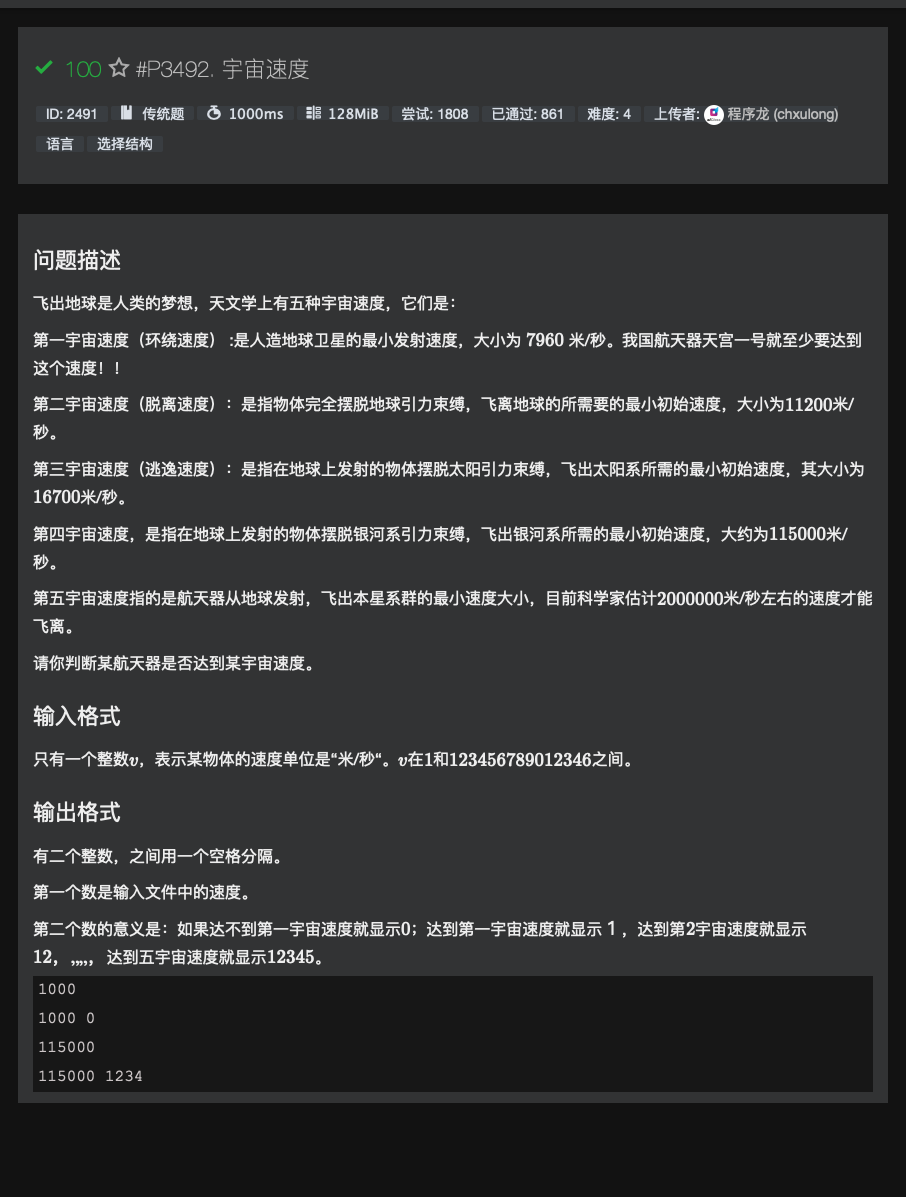 100 #P3492. 宇宙速度
ID: 2491 传统题 1000ms 128MiB 尝试: 1808 已通过: 861 难度: 4 上传者: 程序龙 (chxulong)
语言 选择结构
问题描述
飞出地球是人类的梦想，天文学上有五种宇宙速度，它们是：
第一宇宙速度（环绕速度） :是人造地球卫星的最小发射速度，大小为 7960 米/秒。我国航天器天宫一号就至少要达到
这个速度！！
第二宇宙速度（脱离速度）：是指物体完全摆脱地球引力束缚，飞离地球的所需要的最小初始速度，大小为11200米/
秒。
第三宇宙速度（逃逸速度）：是指在地球上发射的物体摆脱太阳引力束缚，飞出太阳系所需的最小初始速度，其大小为
16700米/秒。
第四宇宙速度，是指在地球上发射的物体摆脱银河系引力束缚，飞出银河系所需的最小初始速度，大约为115000米/
秒。
第五宇宙速度指的是航天器从地球发射，飞出本星系群的最小速度大小，目前科学家估计2000000米/秒左右的速度才能
飞离。
请你判断某航天器是否达到某宇宙速度。
输入格式
只有一个整数v，表示某物体的速度单位是“米/秒“。v在1和123456789012346之间。
输出格式
有二个整数，之间用一个空格分隔。
第一个数是输入文件中的速度。
第二个数的意义是：如果达不到第一宇宙速度就显示0；达到第一宇宙速度就显示 1 ，达到第2宇宙速度就显示
12， ,,,,， 达到五宇宙速度就显示12345。
1000
1000 0
115000
115000 1234